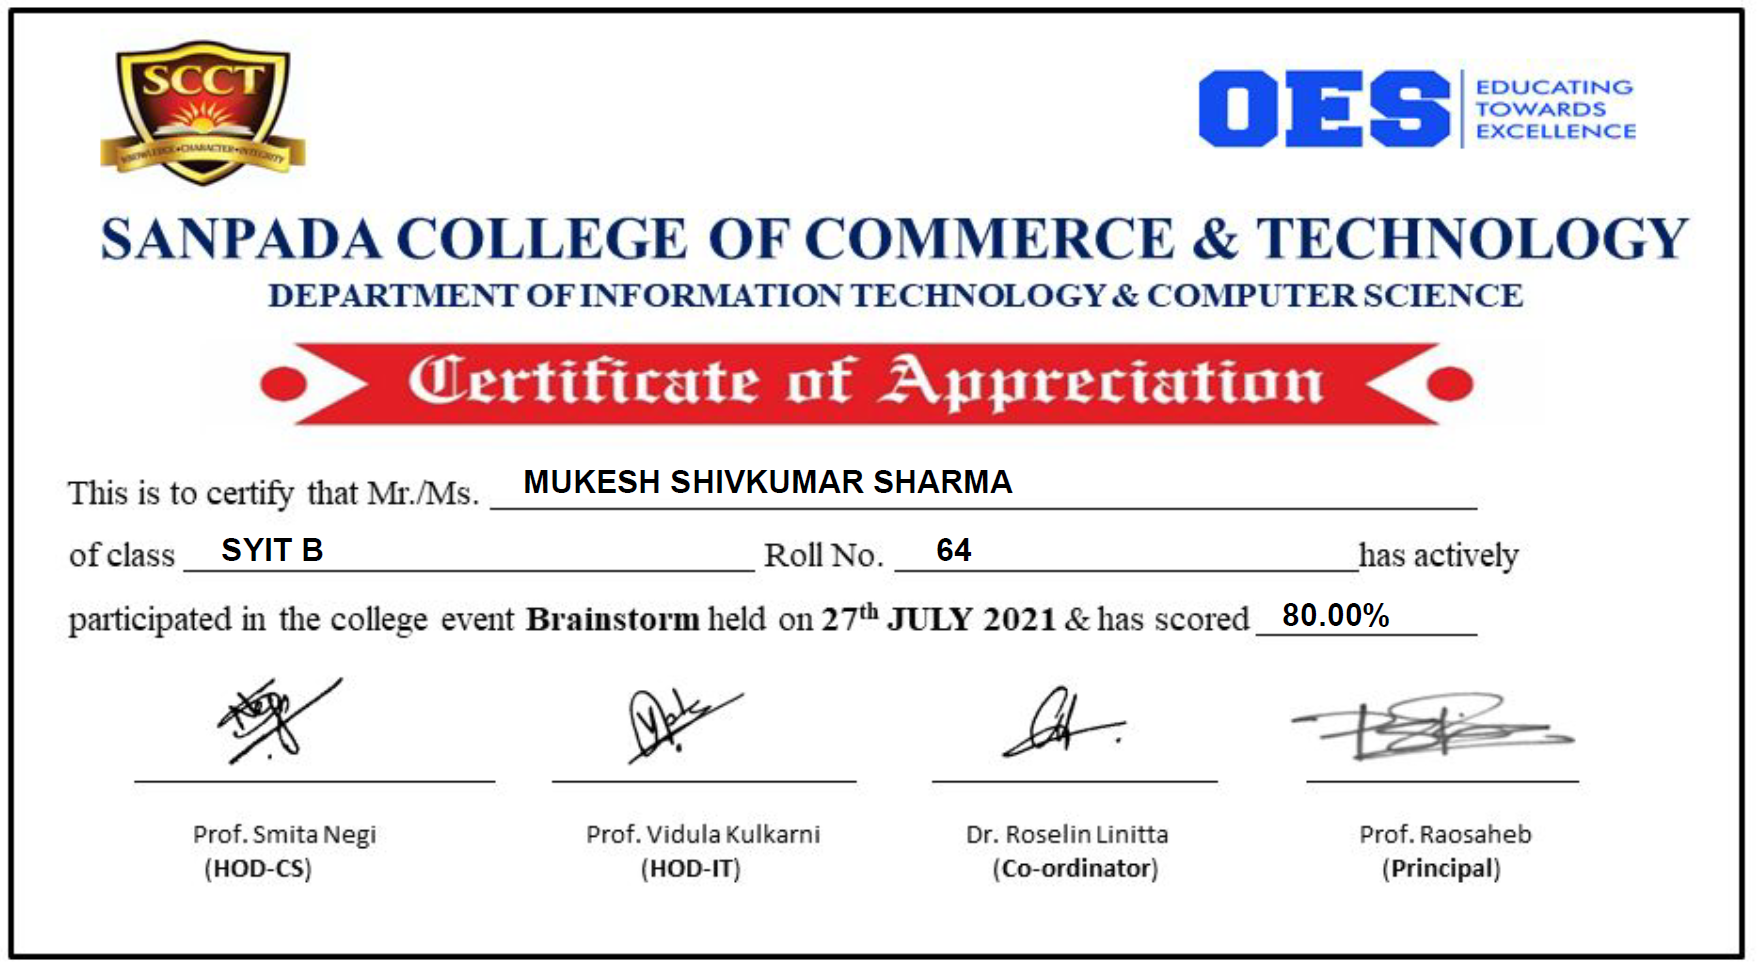 SCCT
KNOWLEDGE • CHARACTER • INTEGRITY
OES
EDUCATING
TOWARDS
EXCELLENCE
SANPADA COLLEGE OF COMMERCE & TECHNOLOGY
DEPARTMENT OF INFORMATION TECHNOLOGY & COMPUTER SCIENCE
Certificate of Appreciation
This is to certify that Mr./Ms. MUKESH SHIVKUMAR SHARMA
of class SYIT B Roll No. 64 has actively
participated in the college event Brainstorm held on 27th JULY 2021 & has scored 80.00%
Prof. Smita Negi Prof. Vidula Kulkarni Dr. Roselin Linitta Prof. Raosaheb
(HOD-CS) (HOD-IT) (Co-ordinator) (Principal)